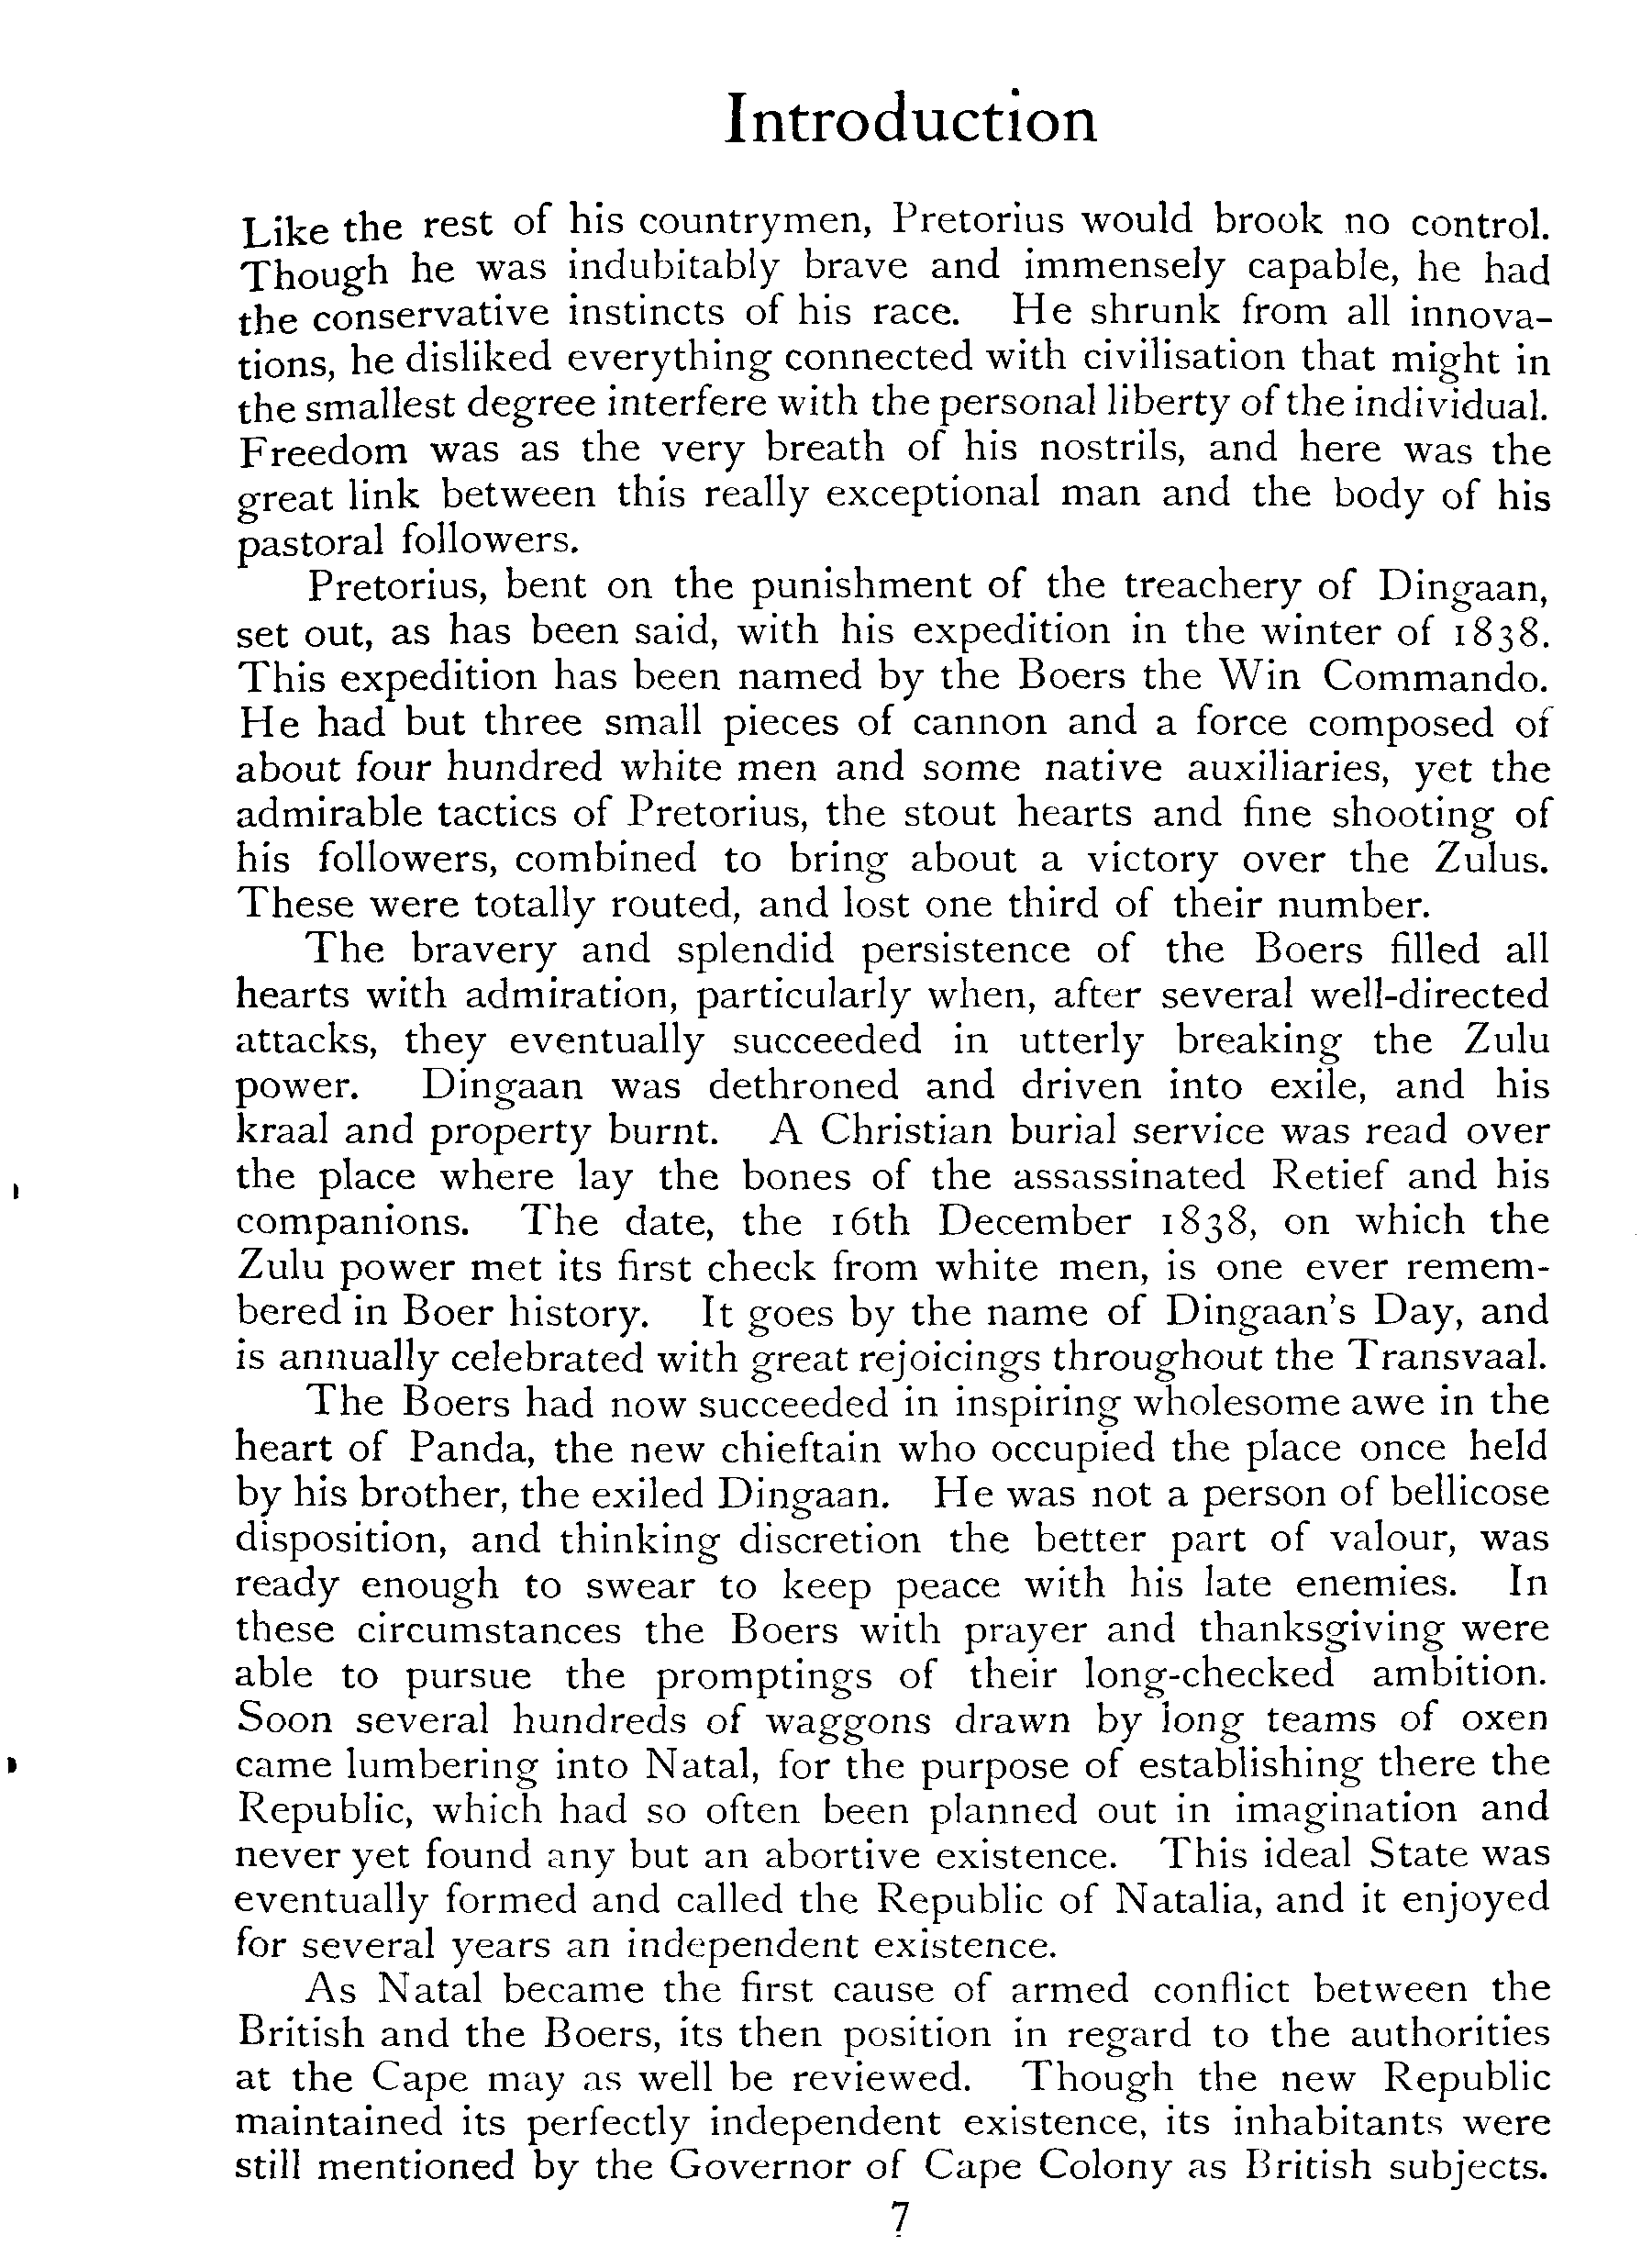 Introduction
Like the rest of his countrymen, Pretorius would brook no control.
Though he was indubitably brave and immensely capable, he had
the conservative instincts of his race. He shrunk from all innova-
tions, he disliked everything connected with civilisation that might in
the smallest degree interfere with the personal liberty of the individual.
Freedom was as the very breath of his nostrils, and here was the
great link between this really exceptional man and the body of his
pastoral followers.
Pretorius, bent on the punishment of the treachery of Dingaan,
set out, as has been said, with his expedition in the winter of 1838.
This expedition has been named by the Boers the Win Commando.
He had but three small pieces of cannon and a force composed of
about four hundred white men and some native auxiliaries, yet the
admirable tactics of Pretorius, the stout hearts and fine shooting of
his followers, combined to bring about a victory over the Zulus.
These were totally routed, and lost one third of their number.
The bravery and splendid persistence of the Boers filled all
hearts with admiration, particularly when, after several well-directed
attacks, they eventually succeeded in utterly breaking the Zulu
power. Dingaan was dethroned and driven into exile, and his
kraal and property burnt. A Christian burial service was read over
the place where lay the bones of the assassinated Retief and his
companions. The date, the 16th December 1838, on which the
Zulu power met its first check from white men, is one ever remem-
bered in Boer history. It goes by the name of Dingaan's Day, and
is annually celebrated with great rejoicings throughout the Transvaal.
The Boers had now succeeded in inspiring wholesome awe in the
heart of Panda, the new chieftain who occupied the place once held
by his brother, the exiled Dingaan. He was not a person of bellicose
disposition, and thinking discretion the better part of valour, was
ready enough to swear to keep peace with his late enemies. In
these circumstances the Boers with prayer and thanksgiving were
able to pursue the promptings of their long-checked ambition.
Soon several hundreds of waggons drawn by long teams of oxen
came lumbering into Natal, for the purpose of establishing there the
Republic, which had so often been planned out in imagination and
never yet found any but an abortive existence. This ideal State was
eventually formed and called the Republic of Natalia, and it enjoyed
for several years an independent existence.
As Natal became the first cause of armed conflict between the
British and the Boers, its then position in regard to the authorities
at the Cape may as well be reviewed. Though the new Republic
maintained its perfectly independent existence, its inhabitants were
still mentioned by the Governor of Cape Colony as British subjects.
7